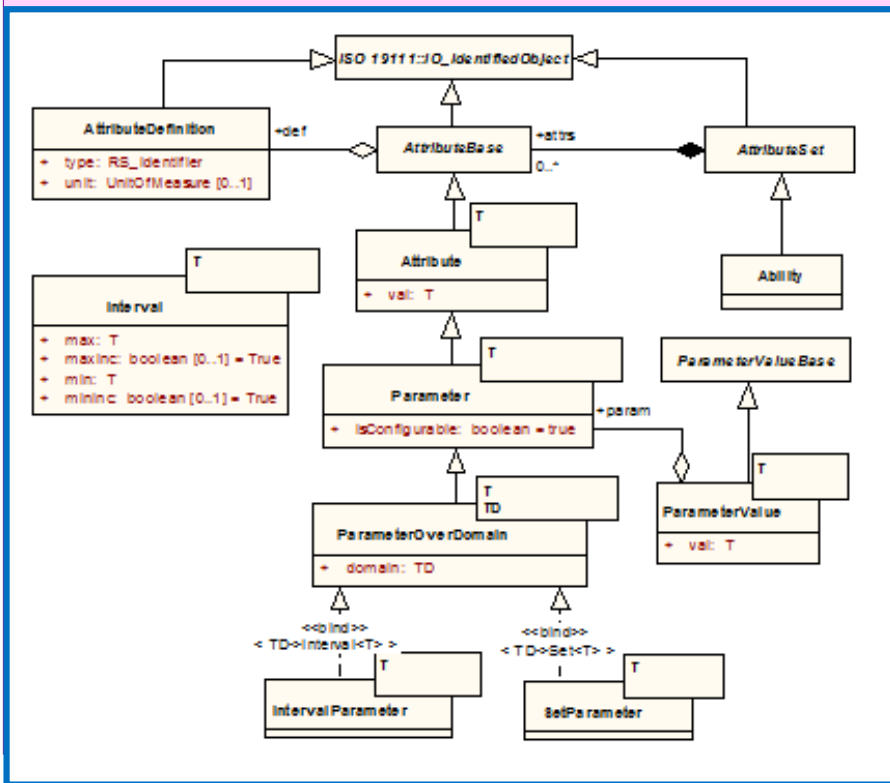 ISO 19111::IO_IdentifiedObject
AttributeDefinition
+ type: RS_Identifier
+ unit: UnitOfMeasure [0..1]
+def
AttributeBase
+attrs
0..*
AttributeSet
T
Attribute
+ val: T
Ability
T
Interval
+ max: T
+ maxInc: boolean [0..1] = True
+ min: T
+ minInc: boolean [0..1] = True
T
Parameter
+ isConfigurable: boolean = true
+param
ParameterValueBase
T
ParameterValue
+ val: T
T
TD
ParameterOverDomain
+ domain: TD
<<bind>>
< TD->Interval<T> >
<<bind>>
< TD->Set<T> >
T
IntervalParameter
T
SetParameter